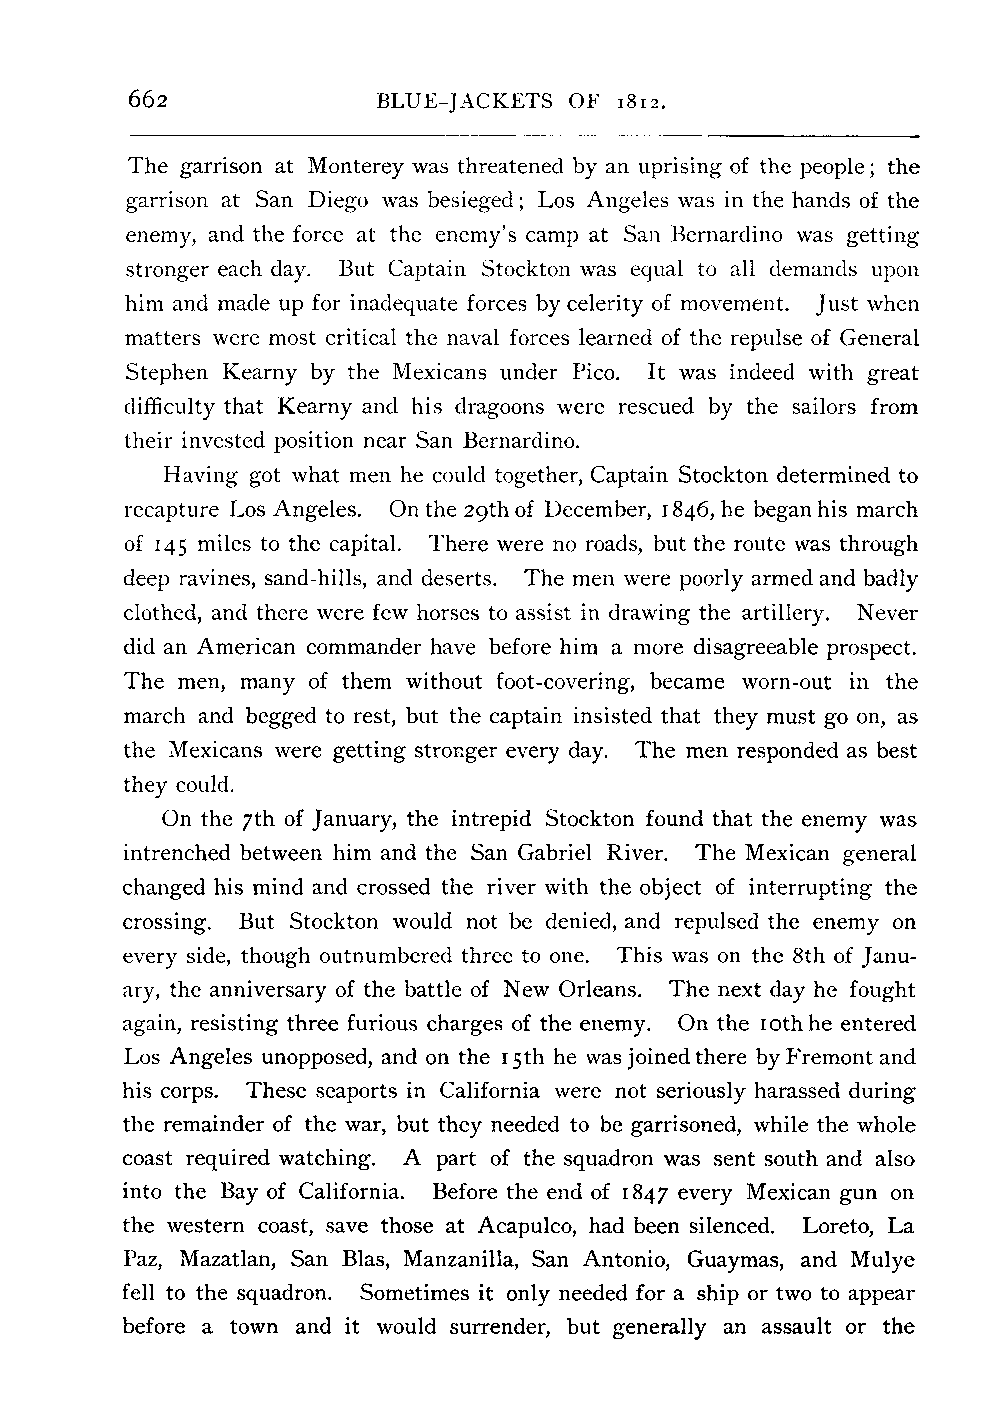 662 BLUE-JACKETS OF 1812.
The garrison at Monterey was threatened by an uprising of the people; the
garrison at San Diego was besieged; Los Angeles was in the hands of the
enemy, and the force at the enemy's camp at San Bernardino was getting
stronger each day. But Captain Stockton was equal to all demands upon
him and made up for inadequate forces by celerity of movement. Just when
matters were most critical the naval forces learned of the repulse of General
Stephen Kearny by the Mexicans under Pico. It was indeed with great
difficulty that Kearny and his dragoons were rescued by the sailors from
their invested position near San Bernardino.
Having got what men he could together, Captain Stockton determined to
recapture Los Angeles. On the 29th of December, 1846, he began his march
of 145 miles to the capital. There were no roads, but the route was through
deep ravines, sand-hills, and deserts. The men were poorly armed and badly
clothed, and there were few horses to assist in drawing the artillery. Never
did an American commander have before him a more disagreeable prospect.
The men, many of them without foot-covering, became worn-out in the
march and begged to rest, but the captain insisted that they must go on, as
the Mexicans were getting stronger every day. The men responded as best
they could.
On the 7th of January, the intrepid Stockton found that the enemy was
intrenched between him and the San Gabriel River. The Mexican general
changed his mind and crossed the river with the object of interrupting the
crossing. But Stockton would not be denied, and repulsed the enemy on
every side, though outnumbered three to one. This was on the 8th of Janu-
ary, the anniversary of the battle of New Orleans. The next day he fought
again, resisting three furious charges of the enemy. On the 10th he entered
Los Angeles unopposed, and on the 15th he was joined there by Fremont and
his corps. These seaports in California were not seriously harassed during
the remainder of the war, but they needed to be garrisoned, while the whole
coast required watching. A part of the squadron was sent south and also
into the Bay of California. Before the end of 1847 every Mexican gun on
the western coast, save those at Acapulco, had been silenced. Loreto, La
Paz, Mazatlan, San Blas, Manzanilla, San Antonio, Guaymas, and Mulye
fell to the squadron. Sometimes it only needed for a ship or two to appear
before a town and it would surrender, but generally an assault or the